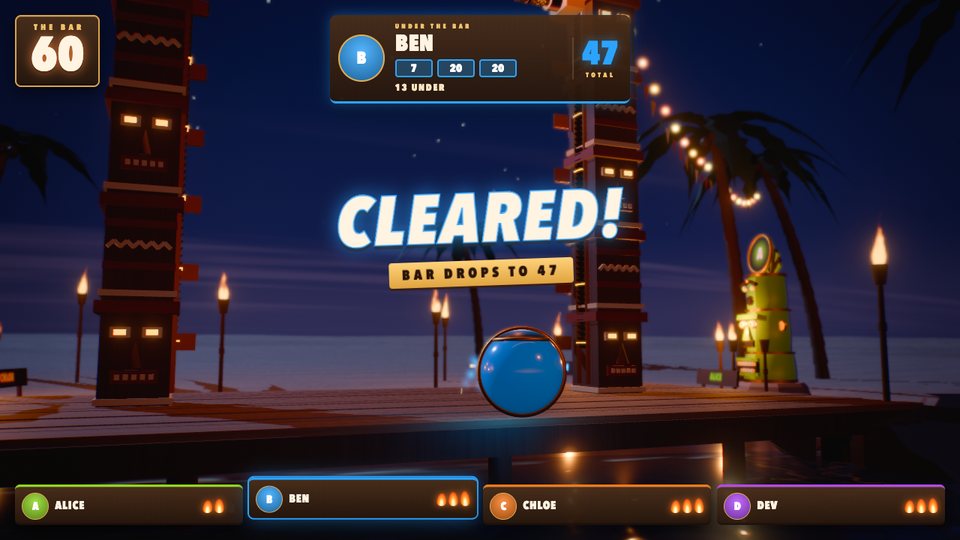 THE BAR
60
UNDER THE BAR
B
BEN
7 20 20
13 UNDER
47
TOTAL
CLEARED!
BAR DROPS TO 47
A
ALICE
A ALICE
B BEN
C CHLOE
D DEV